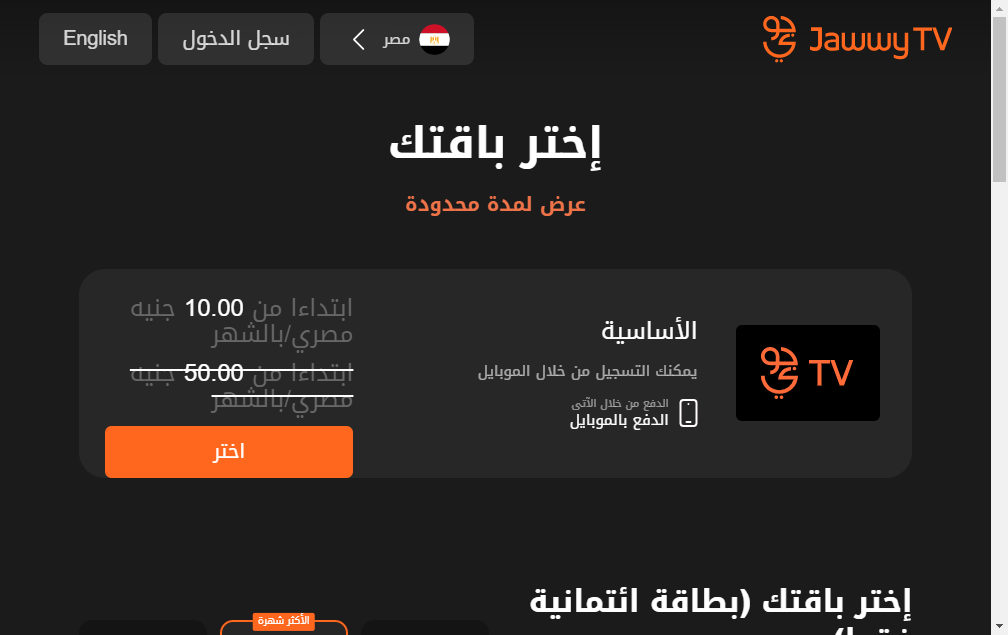 Jawwy TV
مصر
سجل الدخول
English
إختر باقتك
عرض لمدة محدودة
TV
الأساسية
يمكنك التسجيل من خلال الموبايل
الدفع من خلال الآتى
الدفع بالموبايل
ابتداءا من 10.00 جنيه
مصري/بالشهر
ابتداءا من 50.00 جنيه
مصري/بالشهر
اختر
إختر باقتك (بطاقة ائتمانية
الأكثر شهرة